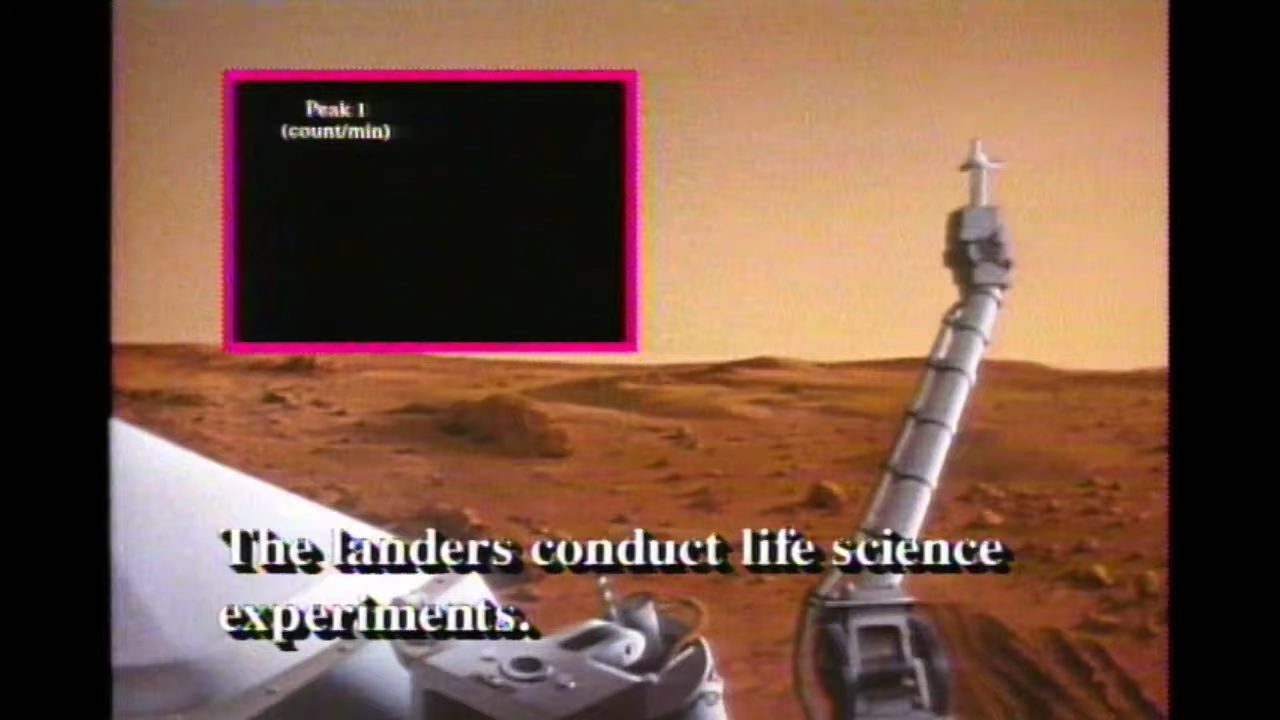 Peak 1
(count/min)
The landers conduct life science
experiments.